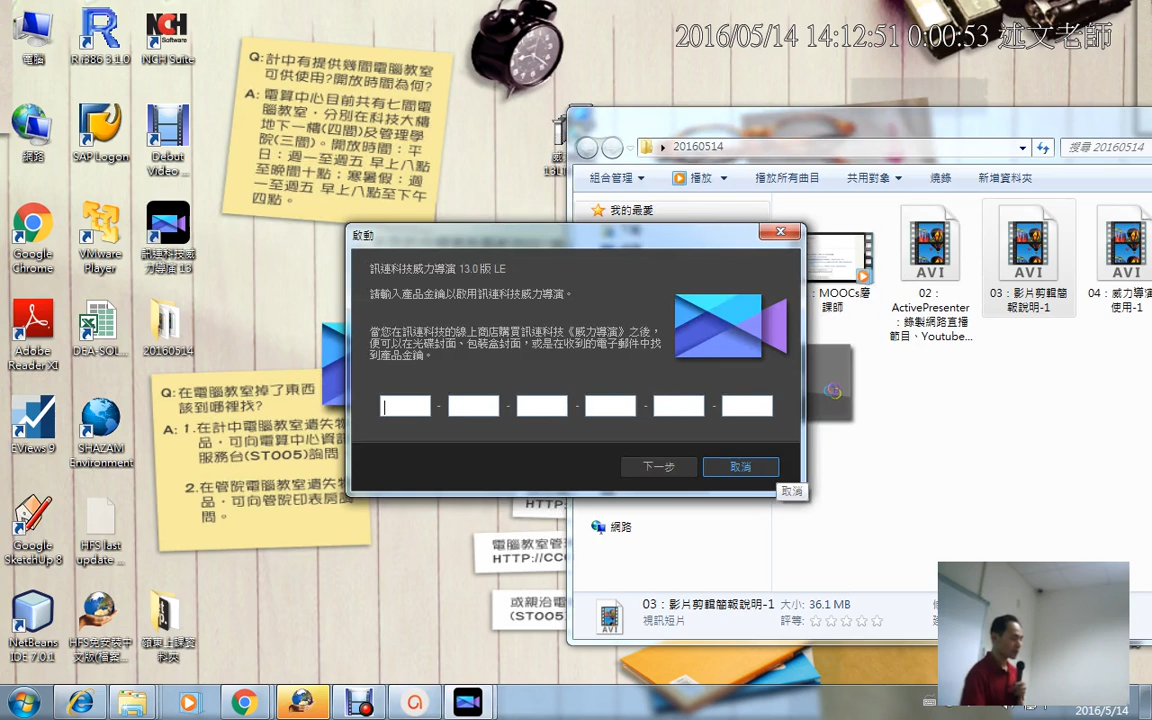 2016/05/14 14:12:51 0:00:53 述文老師
電腦
R i386 3.1.0
NCH Suite
NCH
Software
網路
SAP Logon
Debut
Video ...
Google
Chrome
VMware
Player
訊連科技威
力導演 13
Adobe
Reader XI
DEA-SOL...
20160514
EViews 9
SHAZAM
Environment
Google
SketchUp 8
HFS last
update ...
NetBeans
IDE 7.0.1
Q: 計中有提供幾間電腦教室
可供使用?開放時間為何?
A: 電算中心目前共有七間電
腦教室,分別在科技大樓
地下一樓(四間)及管理學
院(三間)。開放時間:平
日:週一至週五 早上八點
至晚間十點;寒暑假:週
一至週五 早上八點至下午
四點。
Q: 在電腦教室掉了東西
該到哪裡找?
A: 1.在計中電腦教室遺失物
品,可向電算中心資訊
服務台(ST005)詢問
2.在管院電腦教室遺失物
品,可向管院印表房詢
問。
HTTP:
電腦教室管
HTTP://CC
或親洽電
(ST005)
20160514
搜尋 20160514
組合管理
播放
播放所有曲目
共用對象
燒錄
新增資料夾
我的最愛
:MOOCs磨
課師
AVI
02:
ActivePresenter
:錄製網路直播
節目、Youtube...
AVI
03:影片剪輯簡
報說明-1
AVI
04:威力導演
使用-1
網路
AVI
03:影片剪輯簡報說明-1 大小: 36.1 MB
視訊短片
評等:
啟動
訊連科技威力導演 13.0 版 LE
請輸入產品金鑰以啟用訊連科技威力導演。
當您在訊連科技的線上商店購買訊連科技《威力導演》之後,
便可以在光碟封面、包裝盒封面,或是在收到的電子郵件中找
到產品金鑰。
- - - - -
下一步
取消
取消
2016/5/14